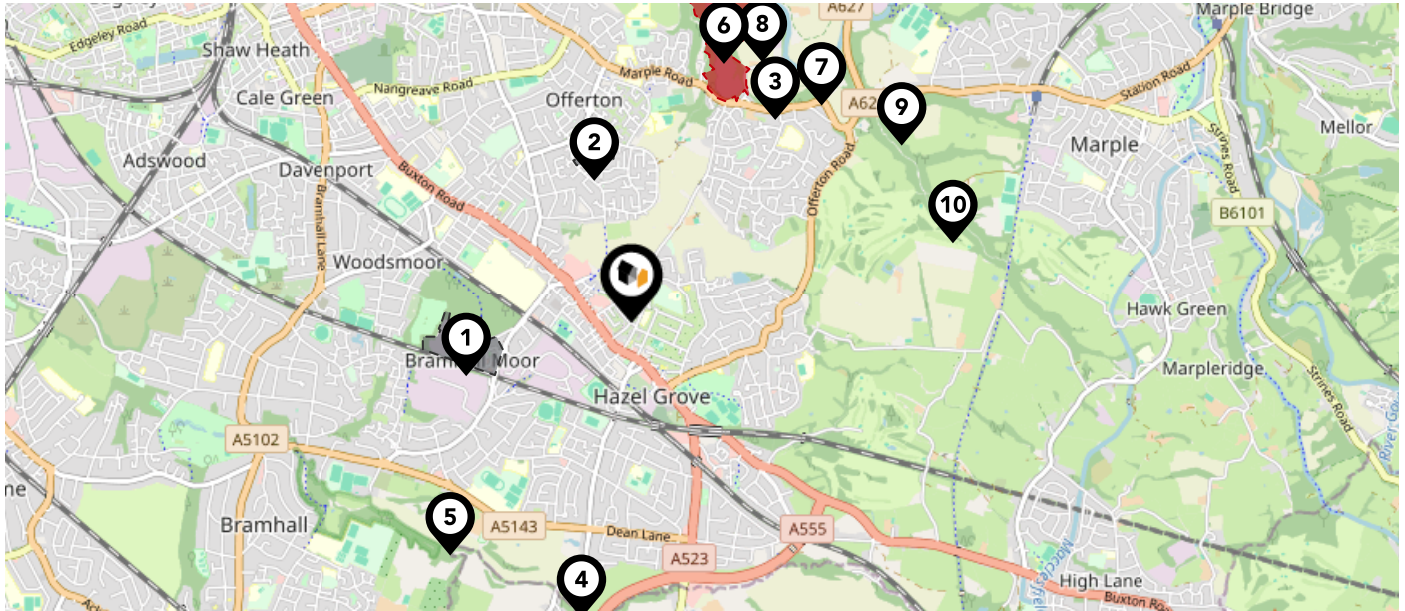 Edgeley Road
Shaw Heath
Cale Green
Nangreave Road
Adswood
Davenport
Bramhall Lane
Buxton Road
Offerton
Marple Road
6
8
3
7
A627
A62
9
2
10
Marple Bridge
Station Road
Mellor
Marple
Strines Road
B6101
Offerton Road
Woodsmoor
1
Moor
Hazel Grove
Hawk Green
Marpleridge
Strines Road
A5102
Bramhall
5
A5143
Dean Lane
4
A523
A555
High Lane
Buxton Road